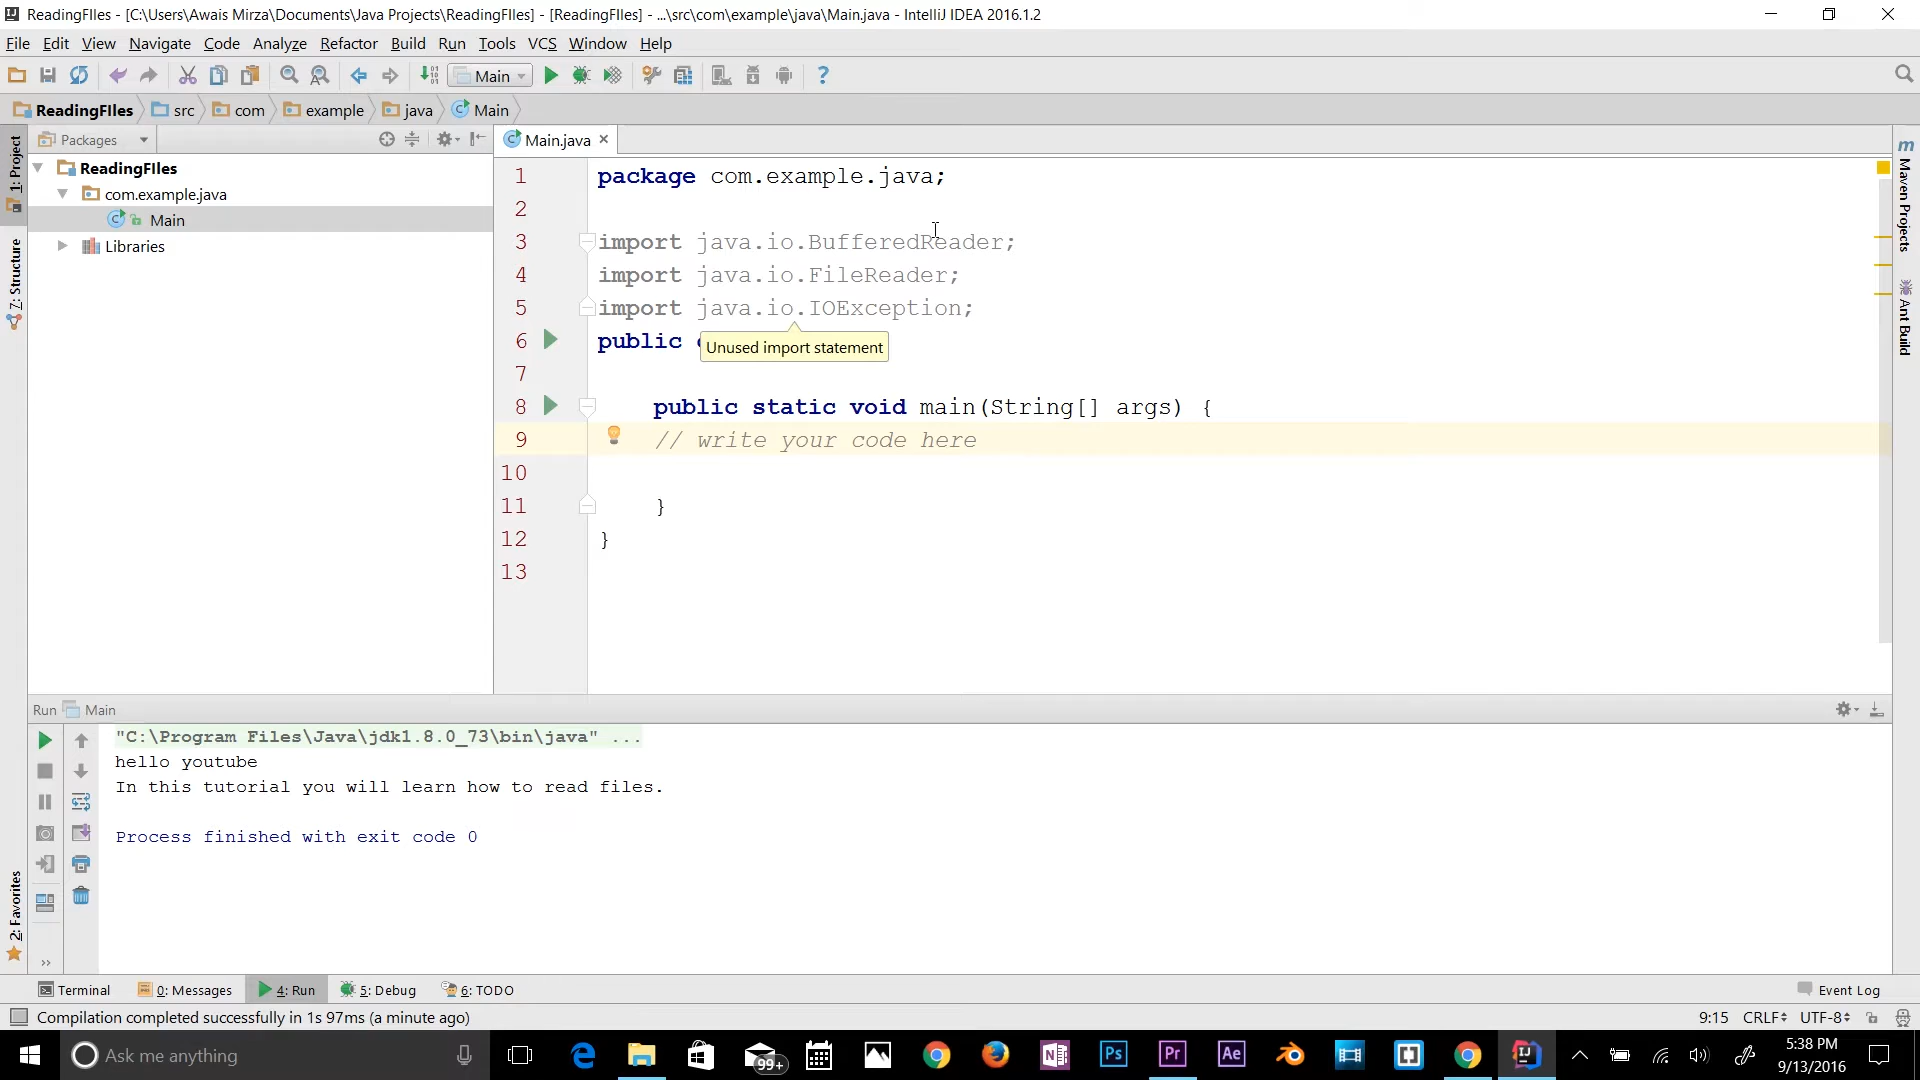 ReadingFIles - [C:\Users\Awais Mirza\Documents\Java Projects\ReadingFIles] - [ReadingFIles] - ...\src\com\example\java\Main.java - IntelliJ IDEA 2016.1.2
File Edit View Navigate Code Analyze Refactor Build Run Tools VCS Window Help
Main
ReadingFIles src com example java Main
Packages
Main.java
1: Project
7: Structure
2: Favorites
ReadingFIles
com.example.java
Main
Libraries
1 package com.example.java;
2
3 import java.io.BufferedReader;
4 import java.io.FileReader;
5 import java.io.IOException;
6 public
Unused import statement
7
8 public static void main(String[] args) {
9 // write your code here
10
11 }
12 }
13
Maven Projects
Ant Build
Run Main
"C:\Program Files\Java\jdk1.8.0_73\bin\java" ...
hello youtube
In this tutorial you will learn how to read files.
Process finished with exit code 0
Terminal 0: Messages 4: Run 5: Debug 6: TODO Event Log
Compilation completed successfully in 1s 97ms (a minute ago) 9:15 CRLF UTF-8
Ask me anything 99+ Ps Pr Ae
5:38 PM
9/13/2016